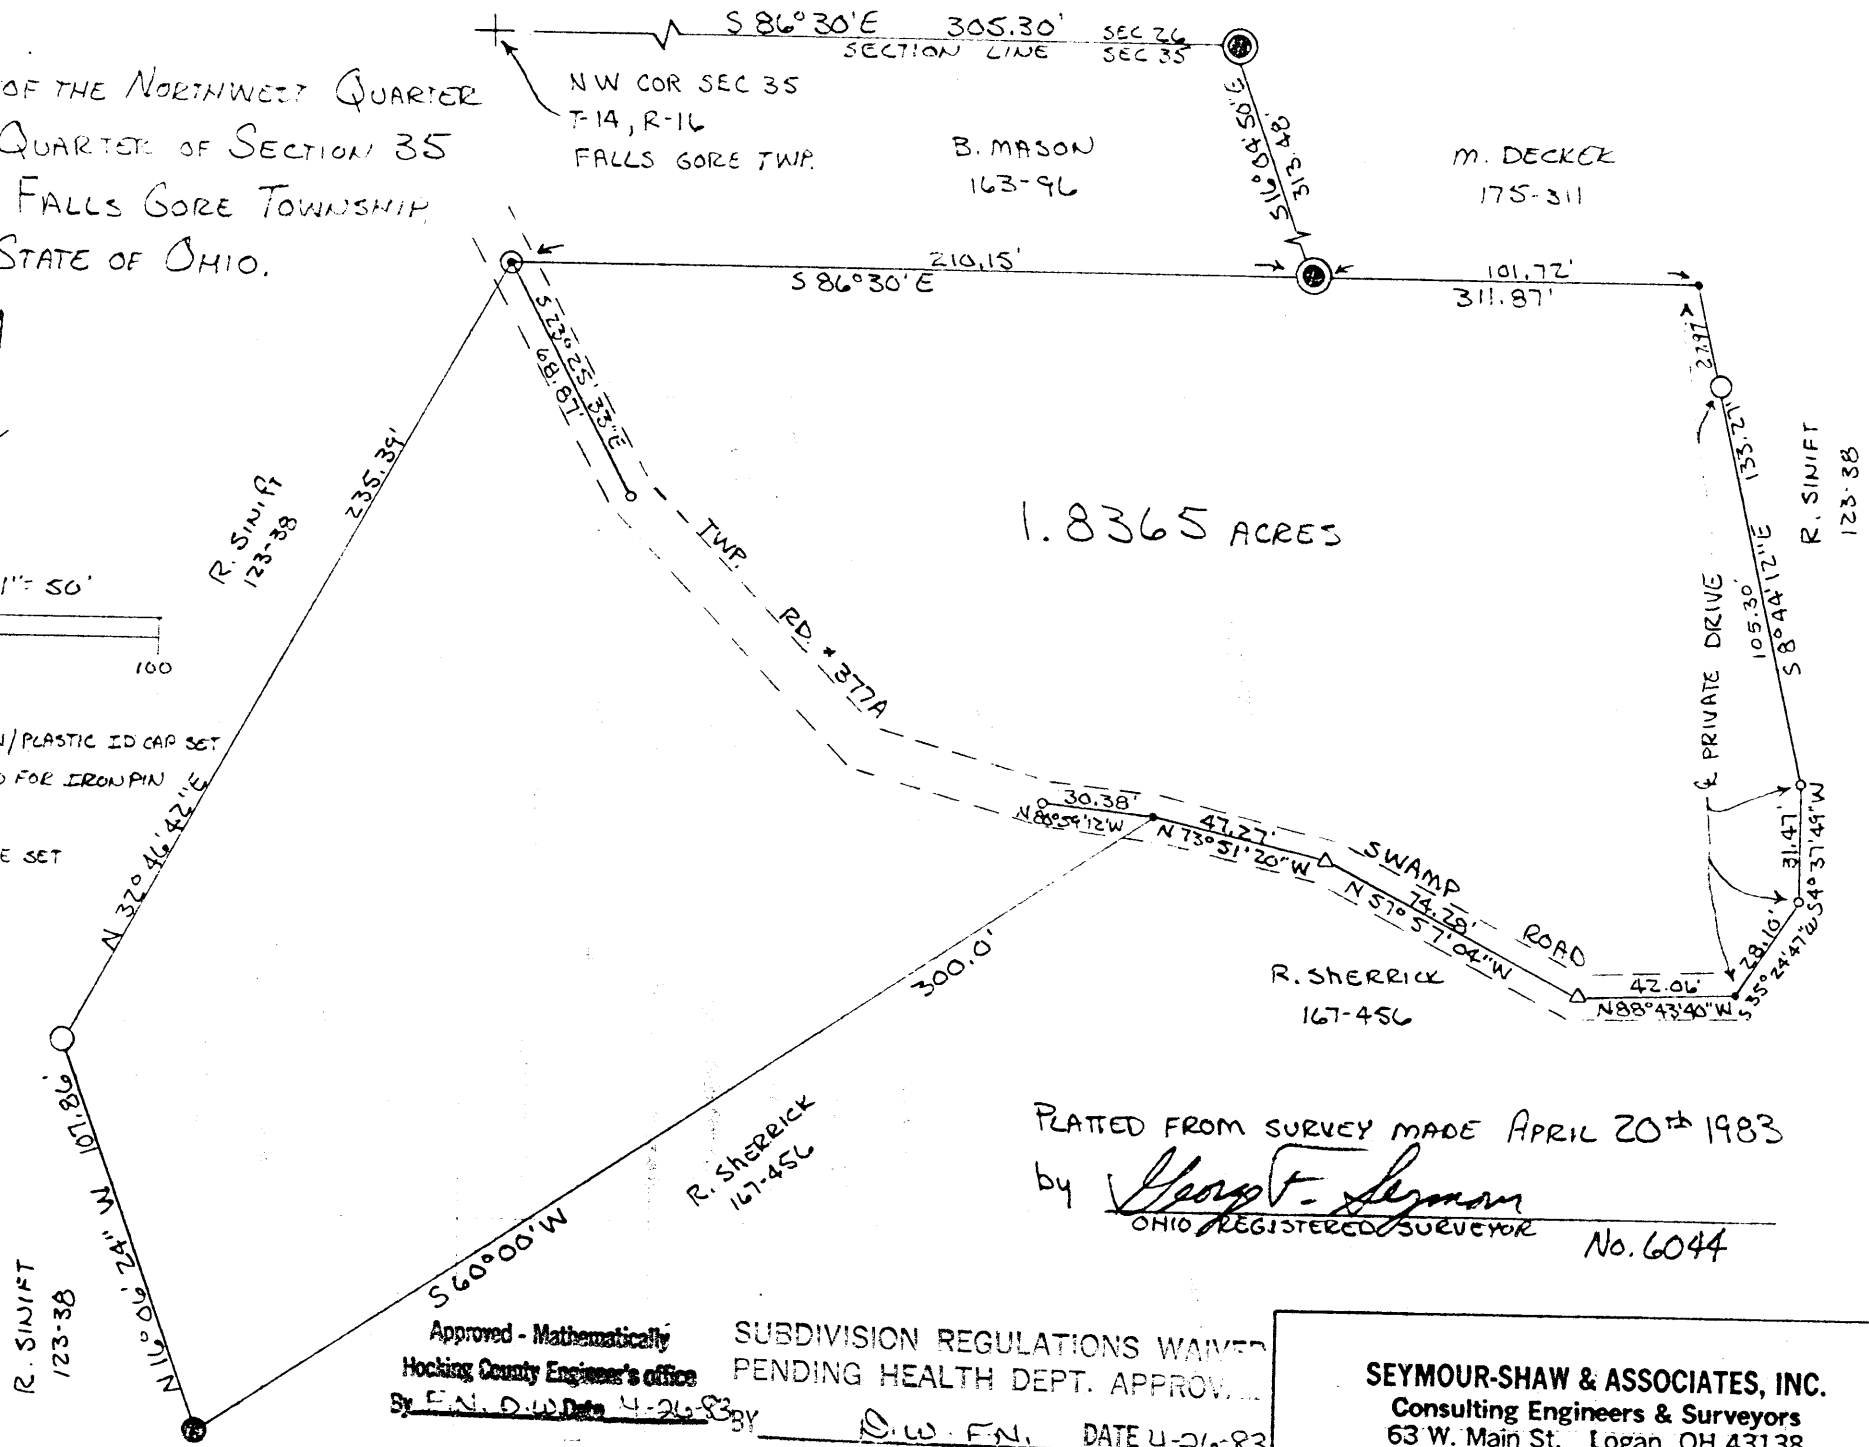 S 86°30'E 305.30' SEC 26
SECTION LINE SEC 35
NW COR SEC 35
T-14, R-16
FALLS GORE TWP.
OF THE NORTHWEST QUARTER
QUARTER OF SECTION 35
FALLS GORE TOWNSHIP,
STATE OF OHIO.
B. MASON
163-96
S16°04'50"E
313.48'
M. DECKER
175-311
210.15'
S 86°30'E
101.72'
311.87'
S 23°25'33"E
68.87'
27.97
133.27'
105.30'
S 8°44'12"E
R. SINIFT
123-38
235.39'
R. SINIFT
123-38
1.8365 ACRES
1"= 50'
100
TWP.
RD. #377A
℄ PRIVATE DRIVE
W/PLASTIC ID CAP SET
FOR IRON PIN
E SET
N 32°46'42"E
30.38'
N 80°59'12"W
47.27'
N 73°51'20"W
SWAMP
ROAD
74.28'
N 57°57'04"W
31.47'
S4°37'49"W
28.10'
S 35°24'47"W
42.06'
N88°43'40"W
R. SHERRICK
167-456
300.0'
S 60°00'W
R. SHERRICK
167-456
N16°06'24" W 107.86'
R. SINIFT
123-38
PLATTED FROM SURVEY MADE APRIL 20th 1983
by George F. Seymour
OHIO REGISTERED SURVEYOR
No. 6044
Approved - Mathematically
Hocking County Engineer's office
By F.N. D.W. Date 4-26-83
SUBDIVISION REGULATIONS WAIVED
PENDING HEALTH DEPT. APPROV
BY D.W. F.N. DATE 4-26-83
SEYMOUR-SHAW & ASSOCIATES, INC.
Consulting Engineers & Surveyors
63 W. Main St. Logan, OH 43138